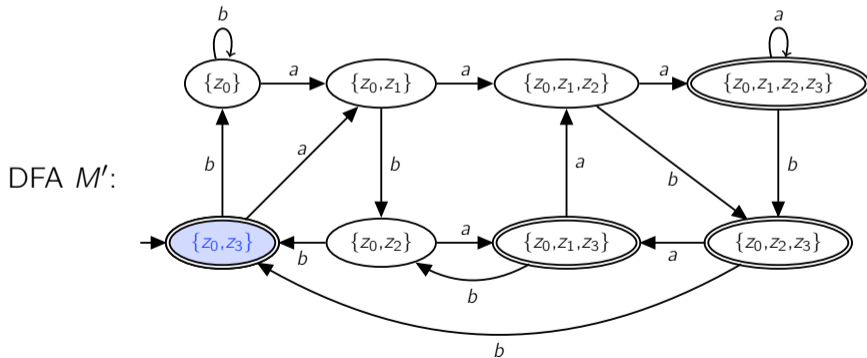 b
{z₀} a {z₀,z₁} a {z₀,z₁,z₂} a {z₀,z₁,z₂,z₃} a
b a b a b b
DFA M′:
{z₀,z₃} b {z₀,z₂} a {z₀,z₁,z₃} a {z₀,z₂,z₃}
b
b